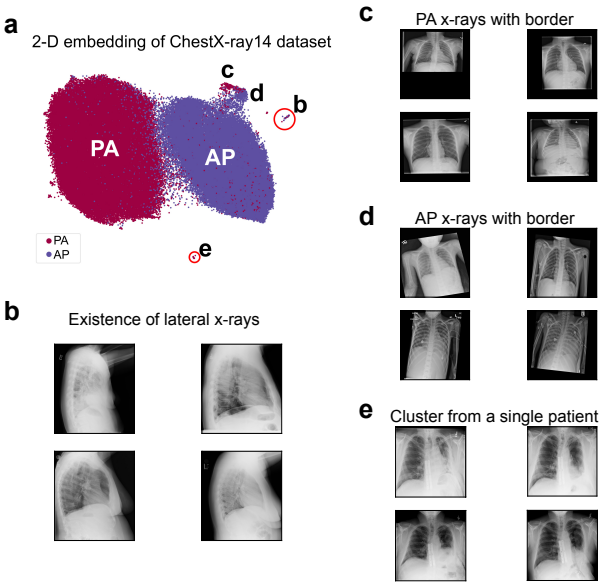 a
2-D embedding of ChestX-ray14 dataset
c
d
b
PA
AP
PA
AP
e
b
Existence of lateral x-rays
c
PA x-rays with border
d
AP x-rays with border
e
Cluster from a single patient